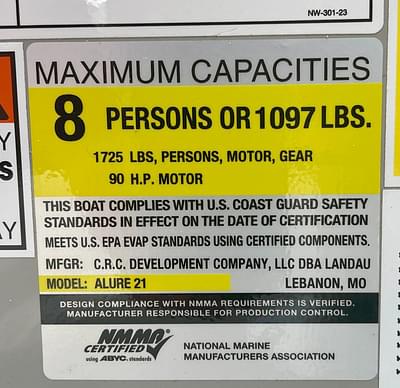 NW-301-23
MAXIMUM CAPACITIES
8 PERSONS OR 1097 LBS.
1725 LBS, PERSONS, MOTOR, GEAR
90 H.P. MOTOR
THIS BOAT COMPLIES WITH U.S. COAST GUARD SAFETY
STANDARDS IN EFFECT ON THE DATE OF CERTIFICATION
MEETS U.S. EPA EVAP STANDARDS USING CERTIFIED COMPONENTS.
MFGR: C.R.C. DEVELOPMENT COMPANY, LLC DBA LANDAU
MODEL: ALURE 21 LEBANON, MO
DESIGN COMPLIANCE WITH NMMA REQUIREMENTS IS VERIFIED.
MANUFACTURER RESPONSIBLE FOR PRODUCTION CONTROL.
NMMA
CERTIFIED
using ABYC. standards
NATIONAL MARINE
MANUFACTURERS ASSOCIATION
Y
S
AY